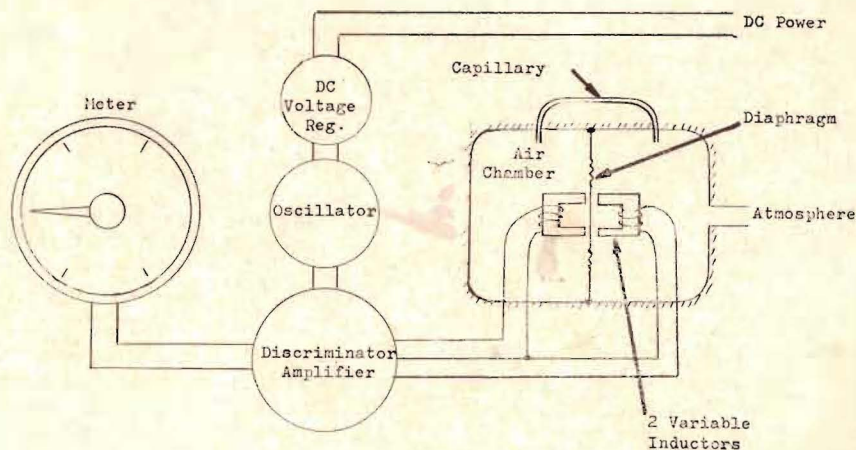 DC Power
Capillary
Meter
DC
Voltage
Reg.
Diaphragm
Air
Chamber
Oscillator
Atmosphere
Discriminator
Amplifier
2 Variable
Inductors